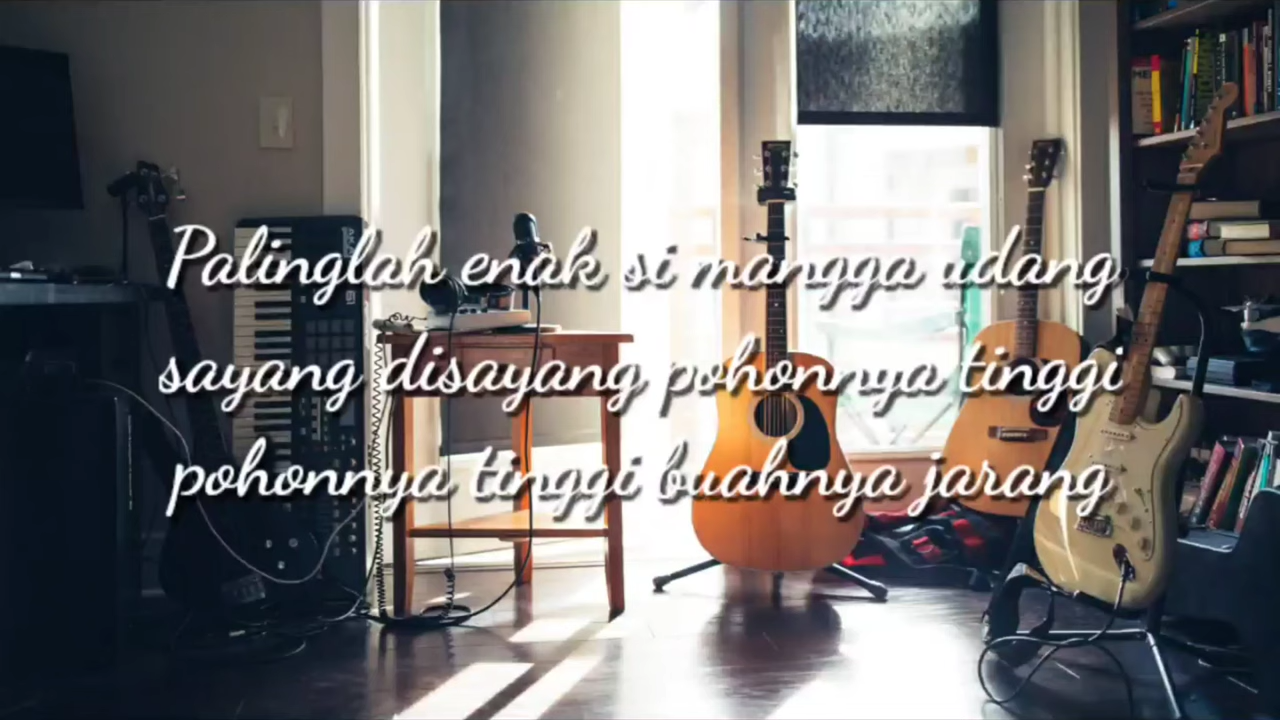 Palinglah enak si mangga udang
sayang disayang pohonnya tinggi
pohonnya tinggi buahnya jarang